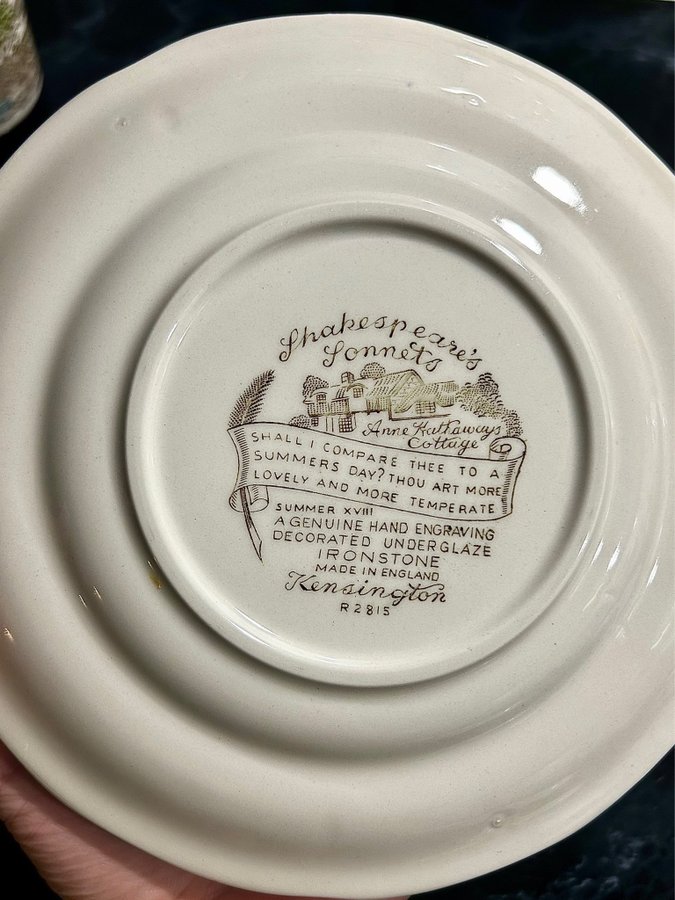 Shakespeare's
Sonnets
Anne Hathaways
Cottage
SHALL I COMPARE THEE TO A
SUMMERS DAY? THOU ART MORE
LOVELY AND MORE TEMPERATE
SUMMER XVIII
A GENUINE HAND ENGRAVING
DECORATED UNDERGLAZE
IRONSTONE
MADE IN ENGLAND
Kensington
R2815